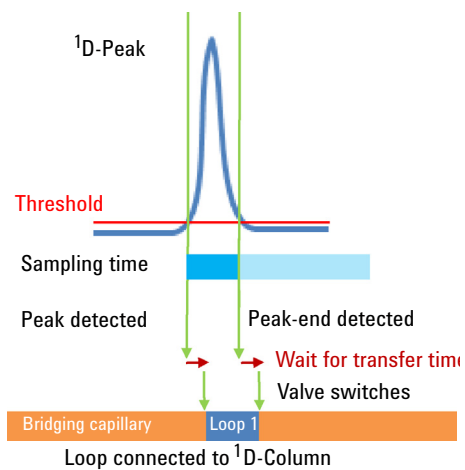 ¹D-Peak
Threshold
Sampling time
Peak detected
Peak-end detected
Wait for transfer time
Valve switches
Bridging capillary
Loop 1
Loop connected to ¹D-Column